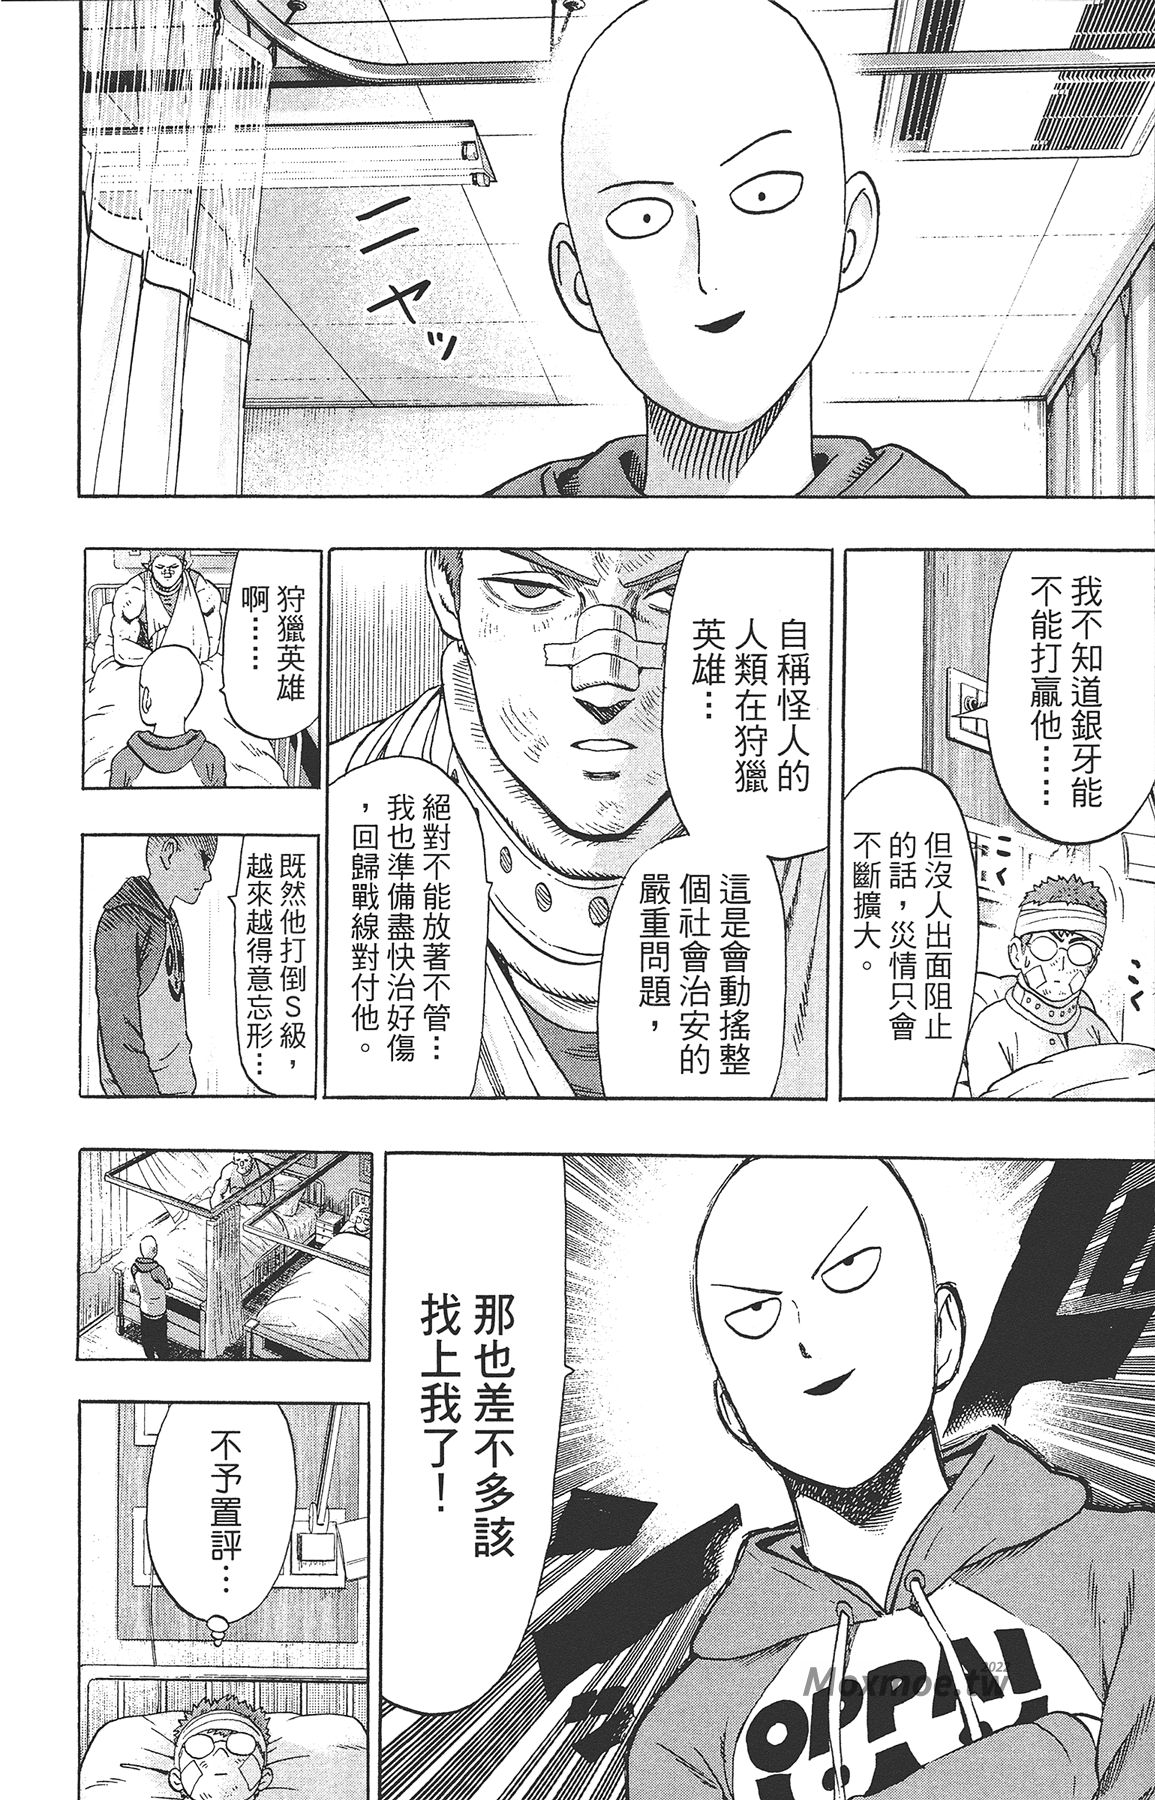 ニヤッ
我不知道銀牙能
不能打贏他……
但沒人出面阻止
的話，災情只會
不斷擴大。
こく
こく
自稱怪人的
人類在狩獵
英雄…
這是會動搖整
個社會治安的
嚴重問題，
絕對不能放著不管…
我也準備盡快治好傷
，回歸戰線對付他。
狩獵英雄
啊……
既然他打倒Ｓ級，
越來越得意忘形…
那也差不多該
找上我了！
OPPAI
不予置評…
2022
Moxmoe.tw